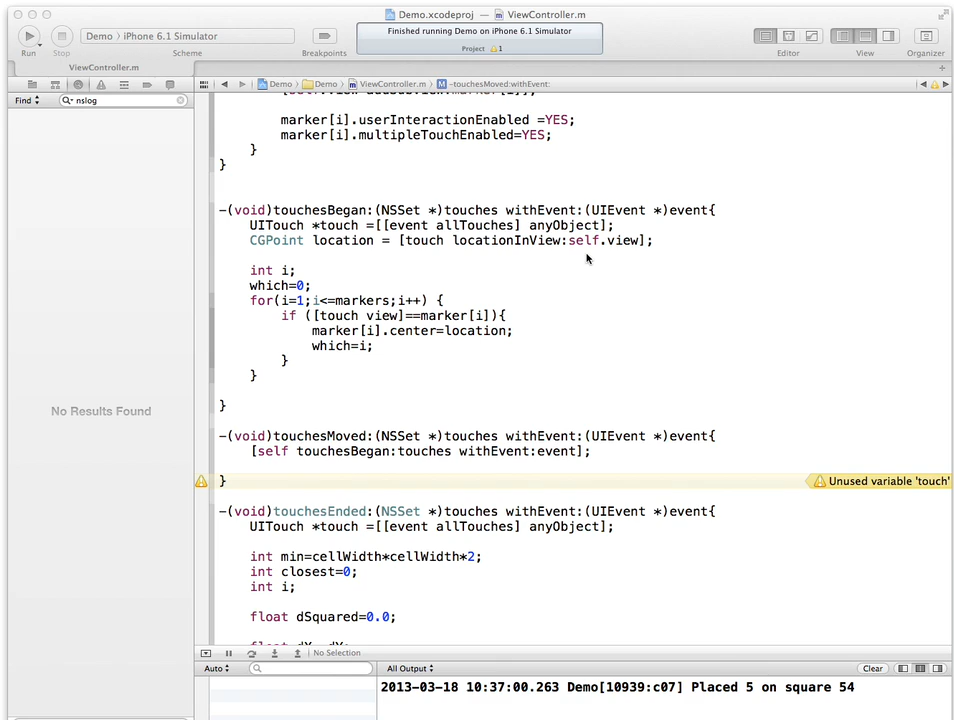 Demo.xcodeproj — ViewController.m
Run Stop
Demo 〉 iPhone 6.1 Simulator
Scheme
Breakpoints
Finished running Demo on iPhone 6.1 Simulator
Project 1
Editor
View
Organizer
ViewController.m
Demo 〉 Demo 〉 ViewController.m 〉 M -touchesMoved:withEvent:
Find nslog
No Results Found
marker[i].userInteractionEnabled =YES;
marker[i].multipleTouchEnabled=YES;
}
}
-(void)touchesBegan:(NSSet *)touches withEvent:(UIEvent *)event{
UITouch *touch =[[event allTouches] anyObject];
CGPoint location = [touch locationInView:self.view];
int i;
which=0;
for(i=1;i<=markers;i++) {
if ([touch view]==marker[i]){
marker[i].center=location;
which=i;
}
}
}
-(void)touchesMoved:(NSSet *)touches withEvent:(UIEvent *)event{
[self touchesBegan:touches withEvent:event];
} Unused variable 'touch'
-(void)touchesEnded:(NSSet *)touches withEvent:(UIEvent *)event{
UITouch *touch =[[event allTouches] anyObject];
int min=cellWidth*cellWidth*2;
int closest=0;
int i;
float dSquared=0.0;
No Selection
Auto All Output Clear
2013-03-18 10:37:00.263 Demo[10939:c07] Placed 5 on square 54